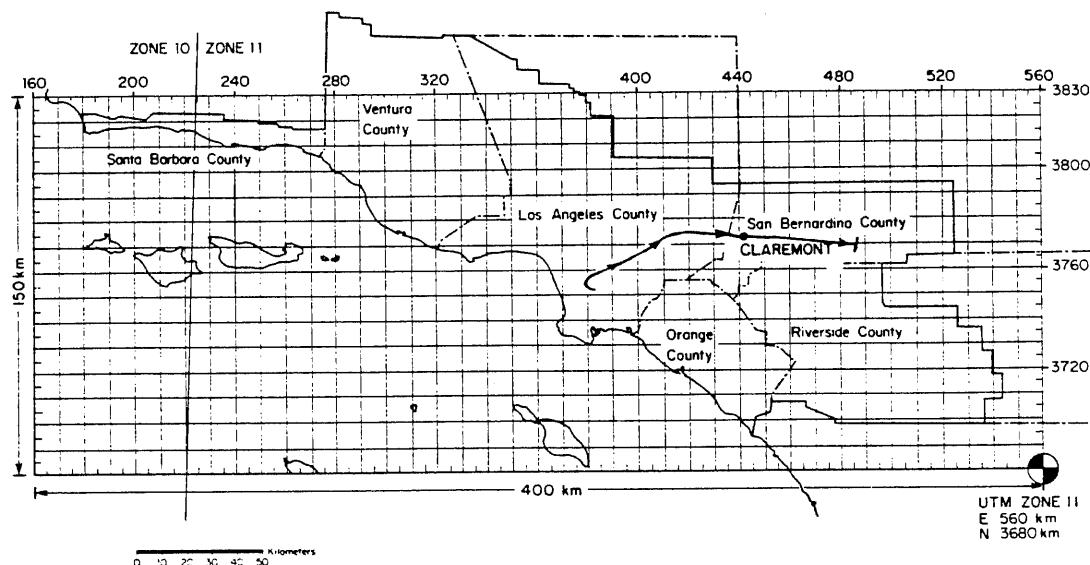 ZONE 10 ZONE 11
160 200 240 280 320 400 440 480 520 560
3830
Ventura
County
Santa Barbara County
3800
Los Angeles County
San Bernardino County
CLAREMONT
3760
150 km
Orange
County
Riverside County
3720
400 km
UTM ZONE 11
E 560 km
N 3680 km
Kilometers
0 10 20 30 40 50